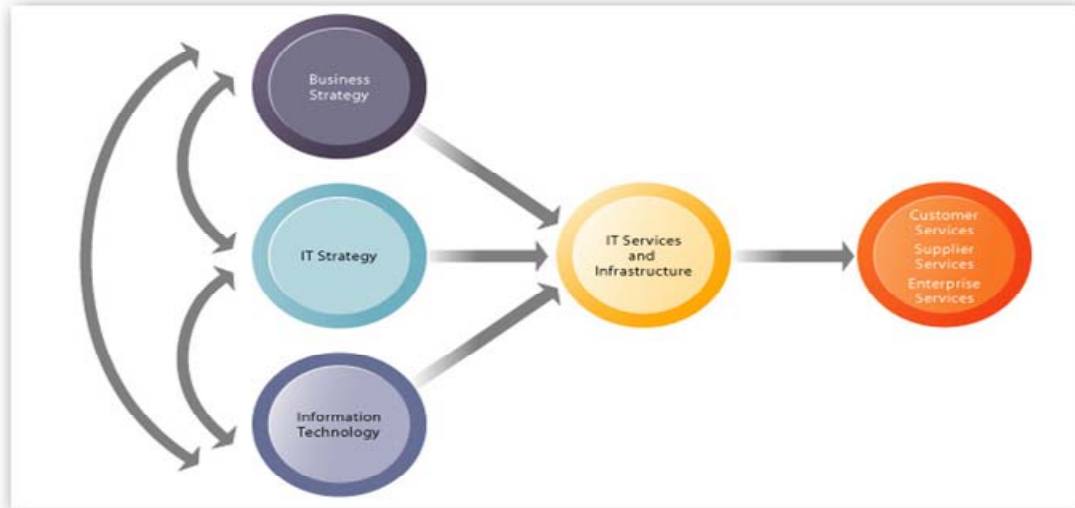 Business
Strategy
IT Strategy
Information
Technology
IT Services
and
Infrastructure
Customer
Services
Supplier
Services
Enterprise
Services